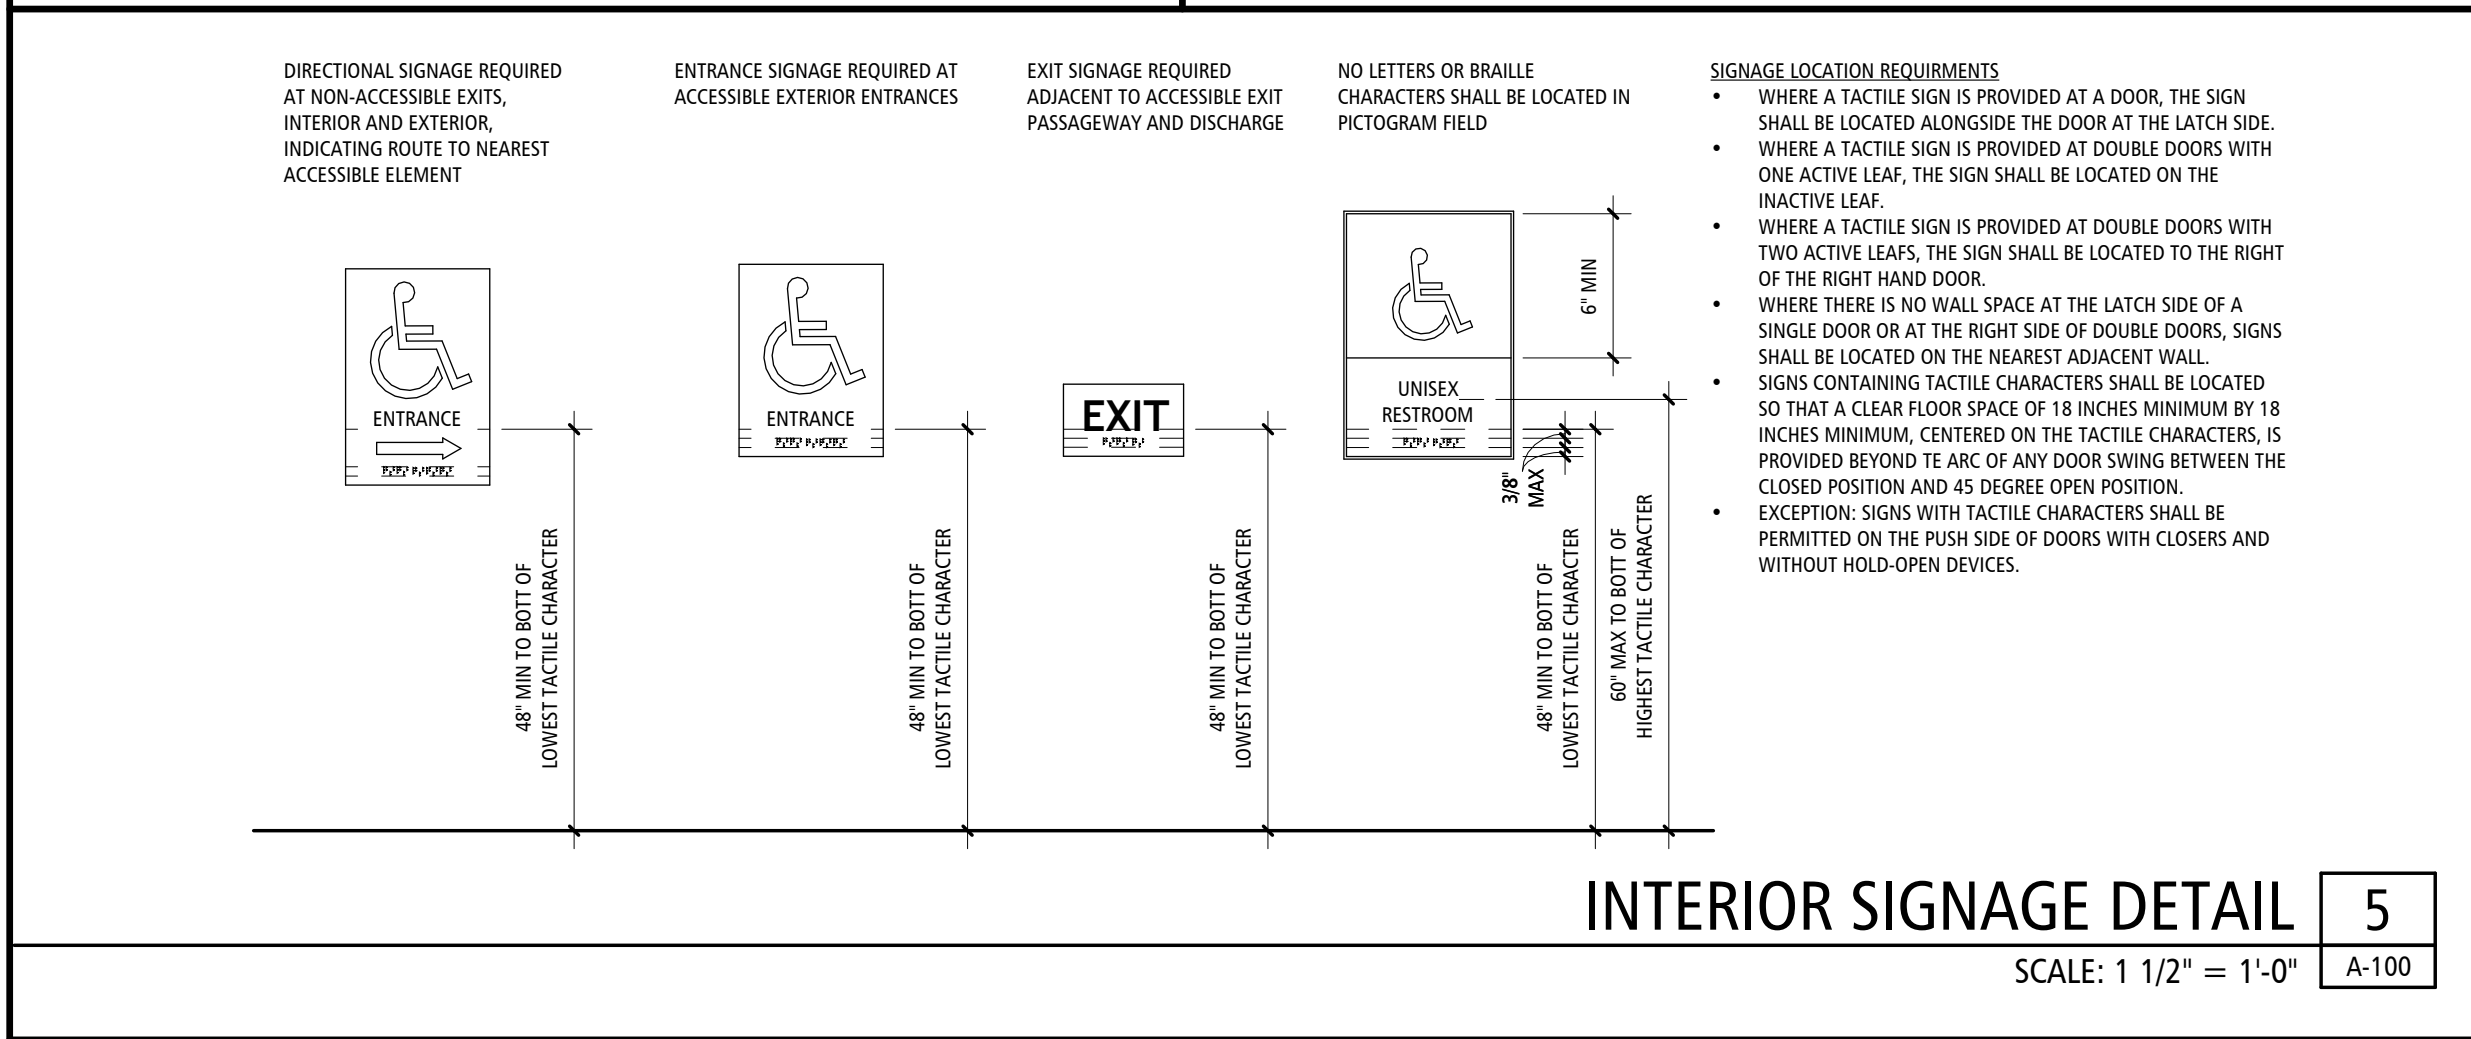 DIRECTIONAL SIGNAGE REQUIRED
AT NON-ACCESSIBLE EXITS,
INTERIOR AND EXTERIOR,
INDICATING ROUTE TO NEAREST
ACCESSIBLE ELEMENT
ENTRANCE SIGNAGE REQUIRED AT
ACCESSIBLE EXTERIOR ENTRANCES
EXIT SIGNAGE REQUIRED
ADJACENT TO ACCESSIBLE EXIT
PASSAGEWAY AND DISCHARGE
NO LETTERS OR BRAILLE
CHARACTERS SHALL BE LOCATED IN
PICTOGRAM FIELD
SIGNAGE LOCATION REQUIRMENTS
• WHERE A TACTILE SIGN IS PROVIDED AT A DOOR, THE SIGN
SHALL BE LOCATED ALONGSIDE THE DOOR AT THE LATCH SIDE.
• WHERE A TACTILE SIGN IS PROVIDED AT DOUBLE DOORS WITH
ONE ACTIVE LEAF, THE SIGN SHALL BE LOCATED ON THE
INACTIVE LEAF.
• WHERE A TACTILE SIGN IS PROVIDED AT DOUBLE DOORS WITH
TWO ACTIVE LEAFS, THE SIGN SHALL BE LOCATED TO THE RIGHT
OF THE RIGHT HAND DOOR.
• WHERE THERE IS NO WALL SPACE AT THE LATCH SIDE OF A
SINGLE DOOR OR AT THE RIGHT SIDE OF DOUBLE DOORS, SIGNS
SHALL BE LOCATED ON THE NEAREST ADJACENT WALL.
• SIGNS CONTAINING TACTILE CHARACTERS SHALL BE LOCATED
SO THAT A CLEAR FLOOR SPACE OF 18 INCHES MINIMUM BY 18
INCHES MINIMUM, CENTERED ON THE TACTILE CHARACTERS, IS
PROVIDED BEYOND TE ARC OF ANY DOOR SWING BETWEEN THE
CLOSED POSITION AND 45 DEGREE OPEN POSITION.
• EXCEPTION: SIGNS WITH TACTILE CHARACTERS SHALL BE
PERMITTED ON THE PUSH SIDE OF DOORS WITH CLOSERS AND
WITHOUT HOLD-OPEN DEVICES.
ENTRANCE
48" MIN TO BOTT OF
LOWEST TACTILE CHARACTER
ENTRANCE
48" MIN TO BOTT OF
LOWEST TACTILE CHARACTER
EXIT
48" MIN TO BOTT OF
LOWEST TACTILE CHARACTER
UNISEX
RESTROOM
6" MIN
3/8"
MAX
48" MIN TO BOTT OF
LOWEST TACTILE CHARACTER
60" MAX TO BOTT OF
HIGHEST TACTILE CHARACTER
INTERIOR SIGNAGE DETAIL
5
SCALE: 1 1/2" = 1'-0"
A-100